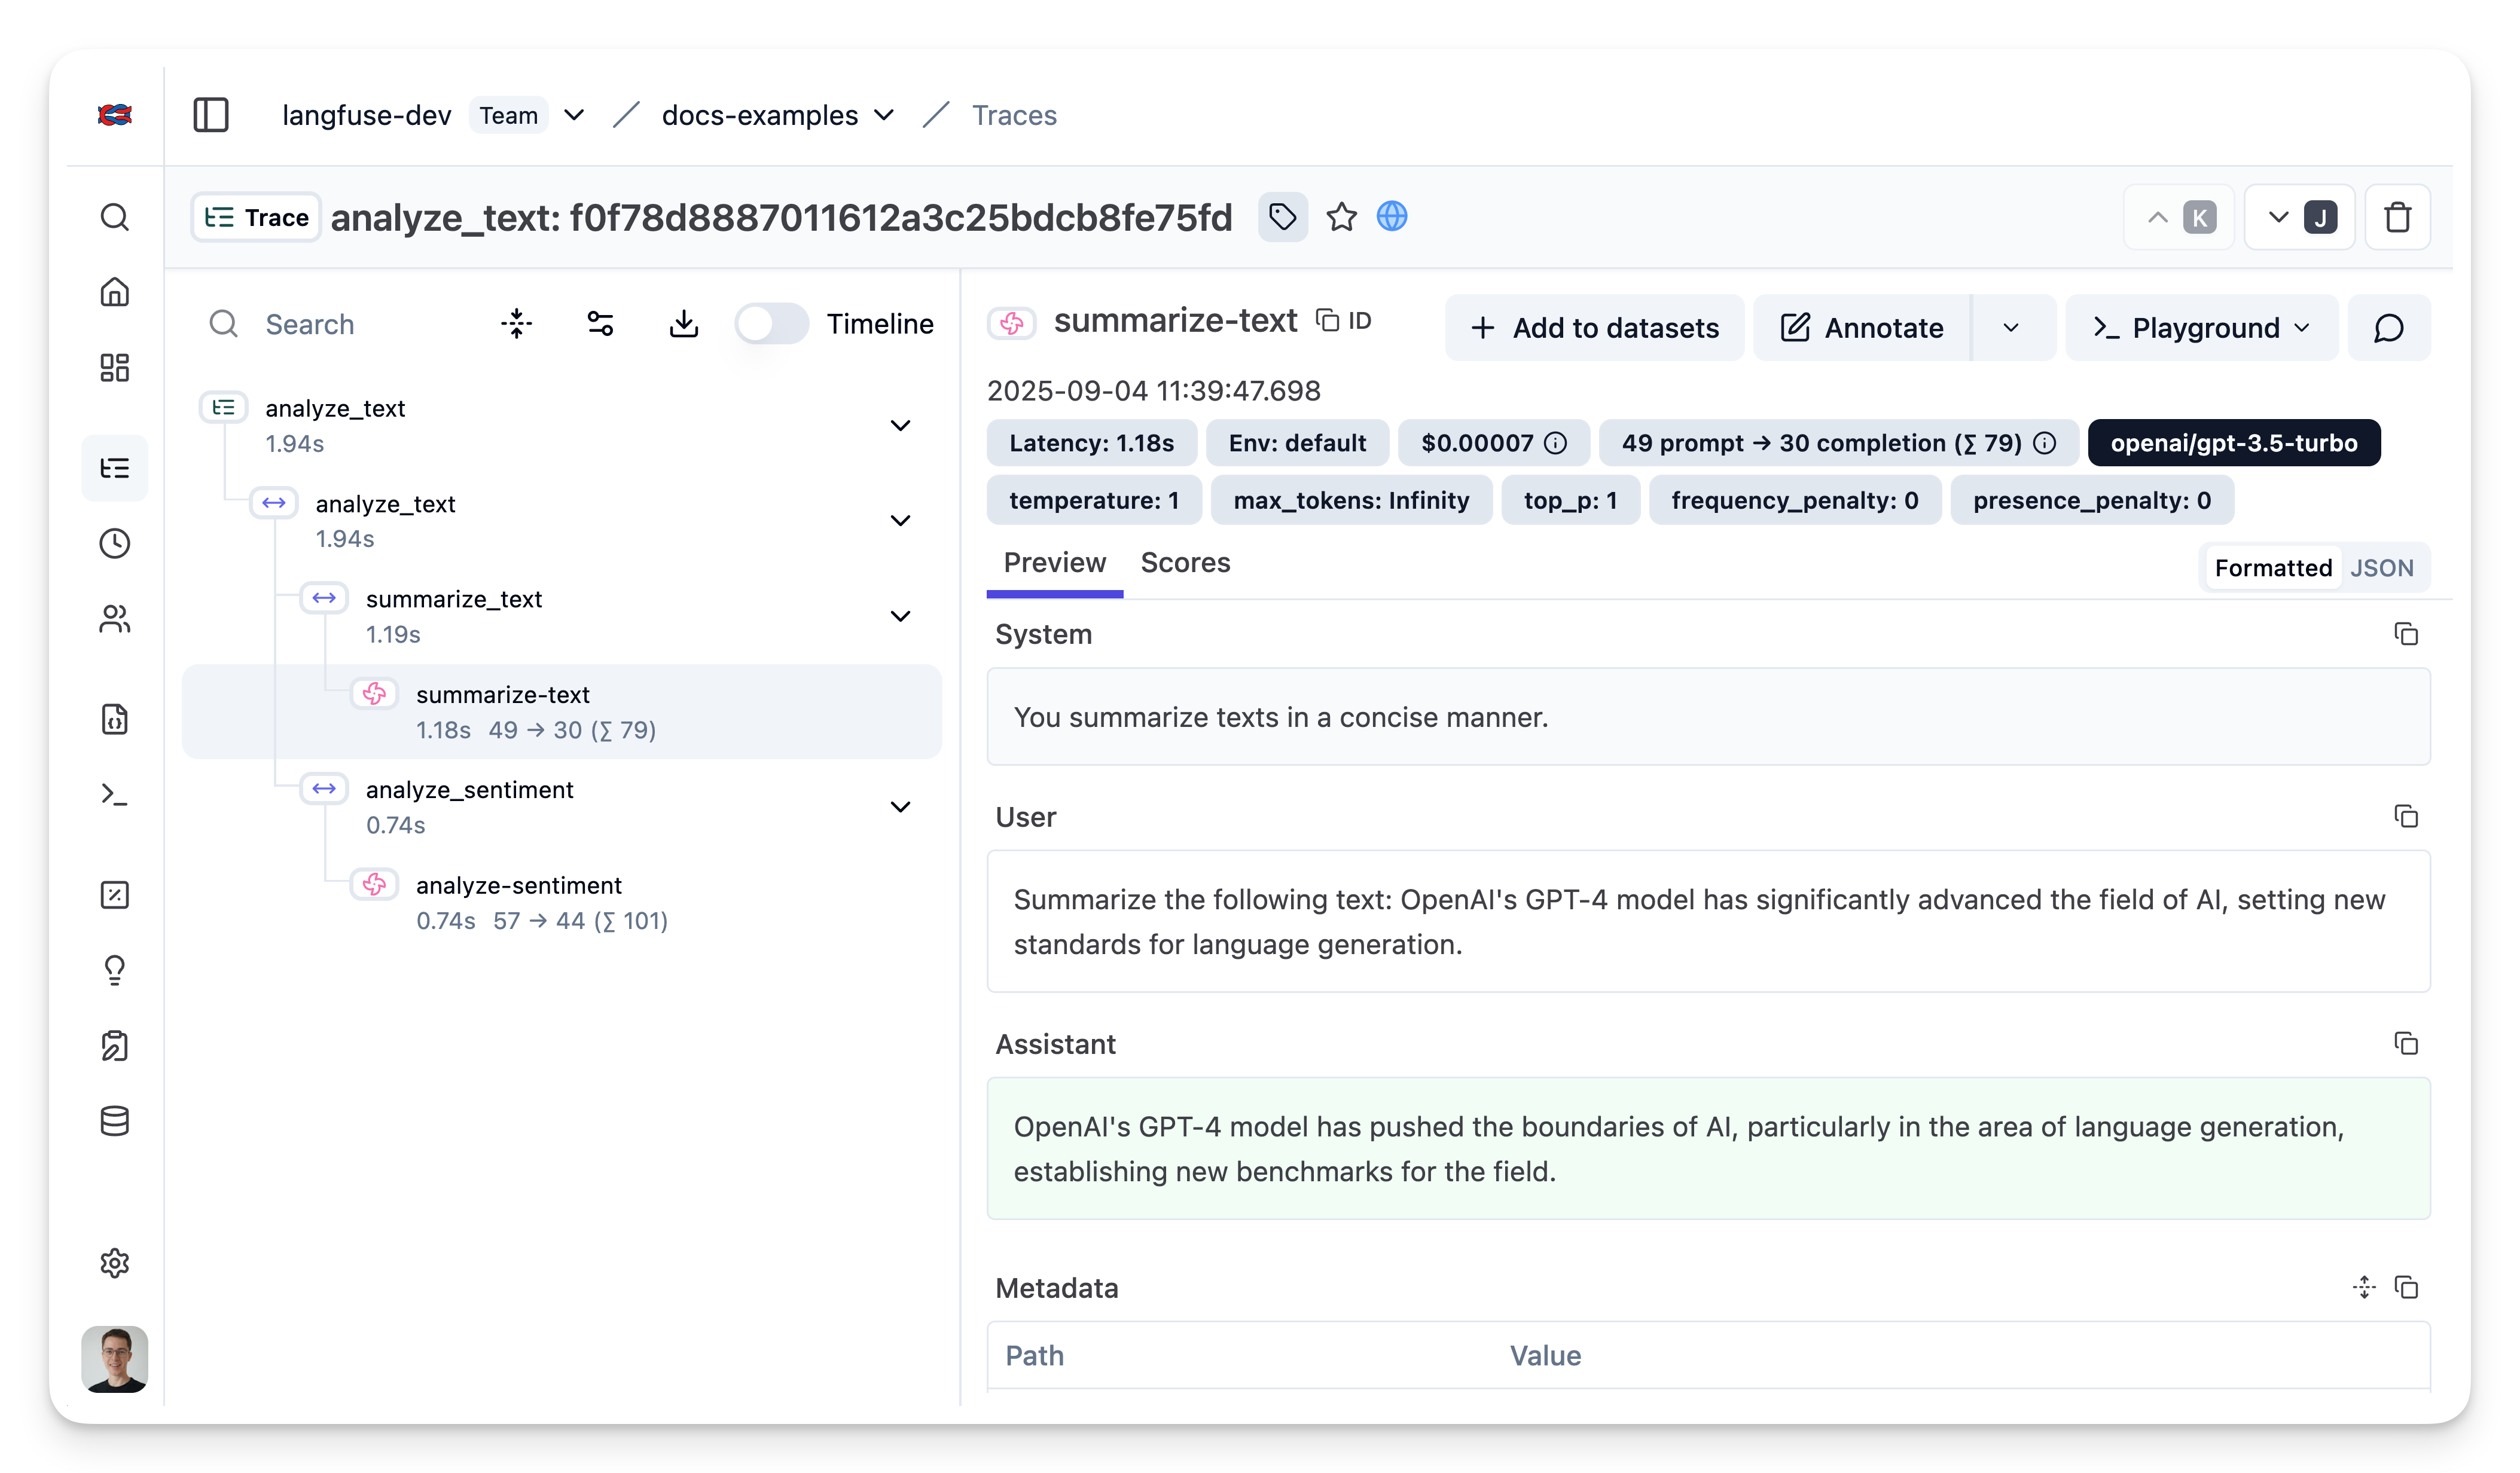 langfuse-dev Team / docs-examples / Traces
Trace analyze_text: f0f78d8887011612a3c25bdcb8fe75fd
K J
Search Timeline
analyze_text
1.94s
analyze_text
1.94s
summarize_text
1.19s
summarize-text
1.18s 49 → 30 (∑ 79)
analyze_sentiment
0.74s
analyze-sentiment
0.74s 57 → 44 (∑ 101)
summarize-text ID
+ Add to datasets Annotate Playground
2025-09-04 11:39:47.698
Latency: 1.18s Env: default $0.00007 49 prompt → 30 completion (∑ 79) openai/gpt-3.5-turbo
temperature: 1 max_tokens: Infinity top_p: 1 frequency_penalty: 0 presence_penalty: 0
Preview Scores
Formatted JSON
System
You summarize texts in a concise manner.
User
Summarize the following text: OpenAI's GPT-4 model has significantly advanced the field of AI, setting new
standards for language generation.
Assistant
OpenAI's GPT-4 model has pushed the boundaries of AI, particularly in the area of language generation,
establishing new benchmarks for the field.
Metadata
Path Value